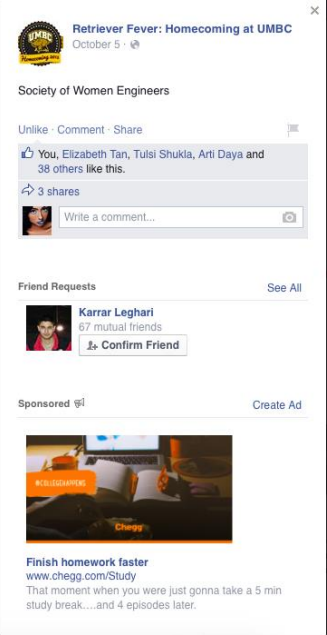 UMBC
Homecoming
Retriever Fever: Homecoming at UMBC
October 5 ·
Society of Women Engineers
Unlike · Comment · Share
You, Elizabeth Tan, Tulsi Shukla, Arti Daya and
38 others like this.
3 shares
Write a comment...
Friend Requests
See All
Karrar Leghari
67 mutual friends
Confirm Friend
Sponsored
Create Ad
#COLLEGEHAPPENS
Chegg
Finish homework faster
www.chegg.com/Study
That moment when you were just gonna take a 5 min
study break....and 4 episodes later.